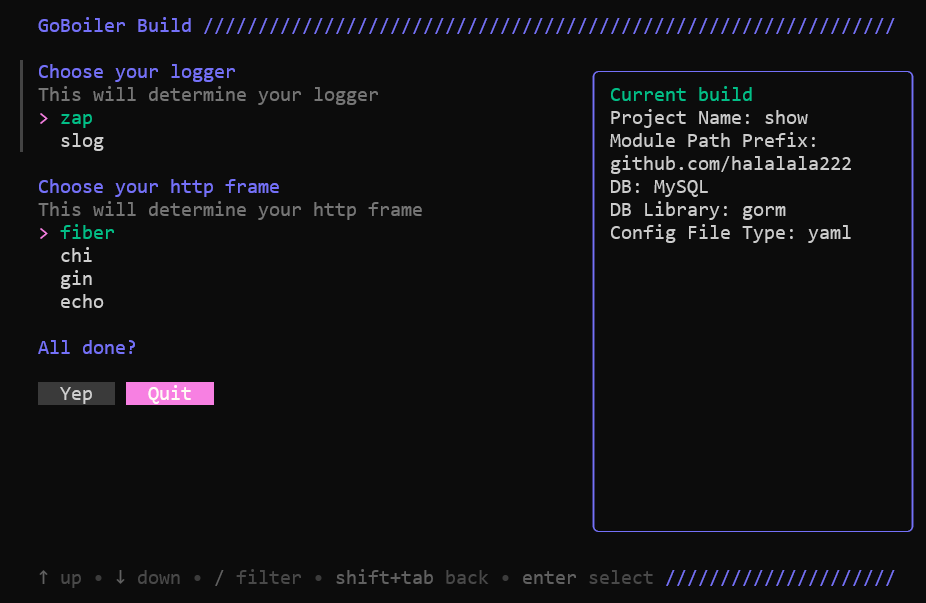 GoBoiler Build ///////////////////////////////////////////////////////////////
Choose your logger
This will determine your logger
> zap
slog
Choose your http frame
This will determine your http frame
> fiber
chi
gin
echo
All done?
Yep Quit
Current build
Project Name: show
Module Path Prefix:
github.com/halalala222
DB: MySQL
DB Library: gorm
Config File Type: yaml
↑ up • ↓ down • / filter • shift+tab back • enter select /////////////////////